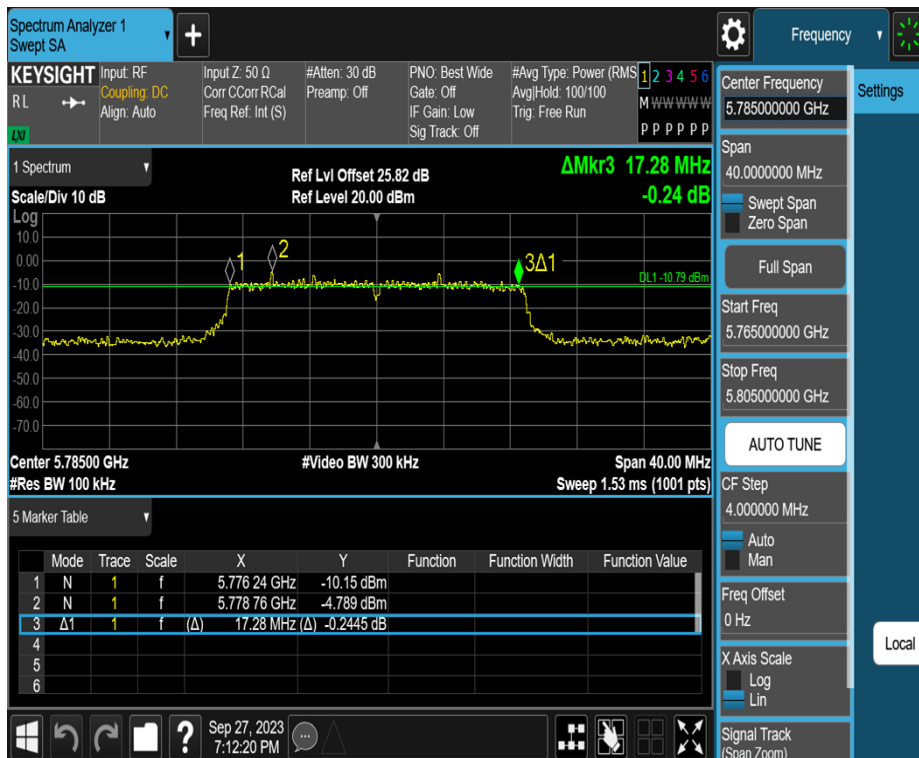 Spectrum Analyzer 1
Swept SA
+
Frequency
KEYSIGHT
RL
LXI
Input: RF
Coupling: DC
Align: Auto
Input Z: 50 Ω
Corr CCorr RCal
Freq Ref: Int (S)
#Atten: 30 dB
Preamp: Off
PNO: Best Wide
Gate: Off
IF Gain: Low
Sig Track: Off
#Avg Type: Power (RMS
Avg|Hold: 100/100
Trig: Free Run
1 2 3 4 5 6
M W W W W W
P P P P P P
1 Spectrum
Scale/Div 10 dB
Ref Lvl Offset 25.82 dB
Ref Level 20.00 dBm
ΔMkr3 17.28 MHz
-0.24 dB
Log
10.0
0.00
-10.0
-20.0
-30.0
-40.0
-50.0
-60.0
-70.0
1
2
3Δ1
DL1 -10.79 dBm
Center 5.78500 GHz
#Video BW 300 kHz
Span 40.00 MHz
#Res BW 100 kHz
Sweep 1.53 ms (1001 pts)
5 Marker Table
Mode Trace Scale X Y Function Function Width Function Value
1 N 1 f 5.776 24 GHz -10.15 dBm
2 N 1 f 5.778 76 GHz -4.789 dBm
3 Δ1 1 f (Δ) 17.28 MHz (Δ) -0.2445 dB
4
5
6
?
Sep 27, 2023
7:12:20 PM
Center Frequency
5.785000000 GHz
Settings
Span
40.0000000 MHz
Swept Span
Zero Span
Full Span
Start Freq
5.765000000 GHz
Stop Freq
5.805000000 GHz
AUTO TUNE
CF Step
4.000000 MHz
Auto
Man
Freq Offset
0 Hz
Local
X Axis Scale
Log
Lin
Signal Track
(Span Zoom)